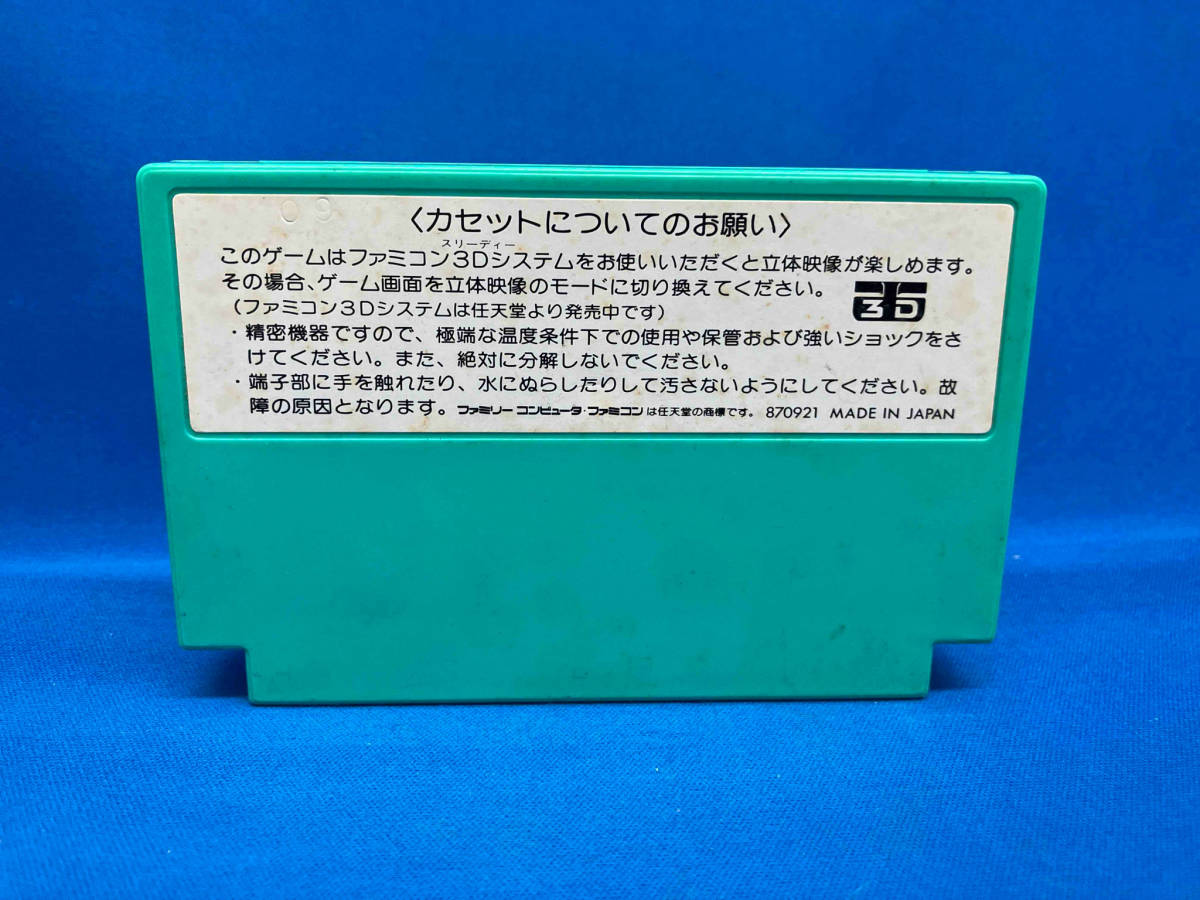 09
〈カセットについてのお願い〉
スリーディー
このゲームはファミコン3Dシステムをお使いいただくと立体映像が楽しめます。
その場合、ゲーム画面を立体映像のモードに切り換えてください。
3D
(ファミコン3Dシステムは任天堂より発売中です)
・精密機器ですので、極端な温度条件下での使用や保管および強いショックをさ
けてください。また、絶対に分解しないでください。
・端子部に手を触れたり、水にぬらしたりして汚さないようにしてください。故
障の原因となります。ファミリーコンピュータ・ファミコンは任天堂の商標です。 870921 MADE IN JAPAN